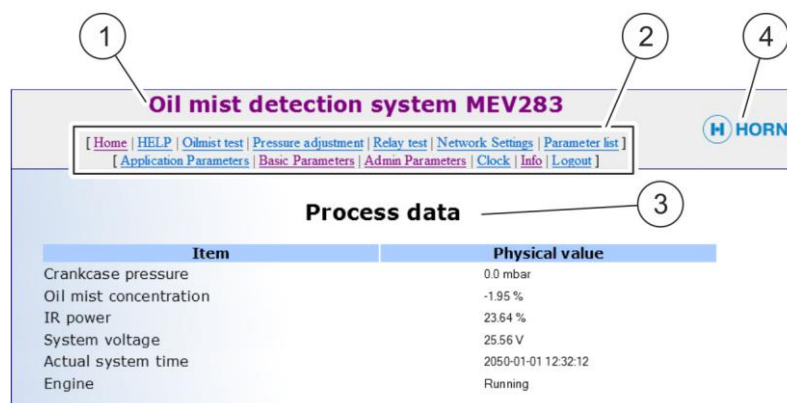 1
2
4
Oil mist detection system MEV283
HORN
[ Home | HELP | Oilmist test | Pressure adjustment | Relay test | Network Settings | Parameter list ]
[ Application Parameters | Basic Parameters | Admin Parameters | Clock | Info | Logout ]
Process data
3
Item Physical value
Crankcase pressure 0.0 mbar
Oil mist concentration -1.95 %
IR power 23.64 %
System voltage 25.56 V
Actual system time 2050-01-01 12:32:12
Engine Running